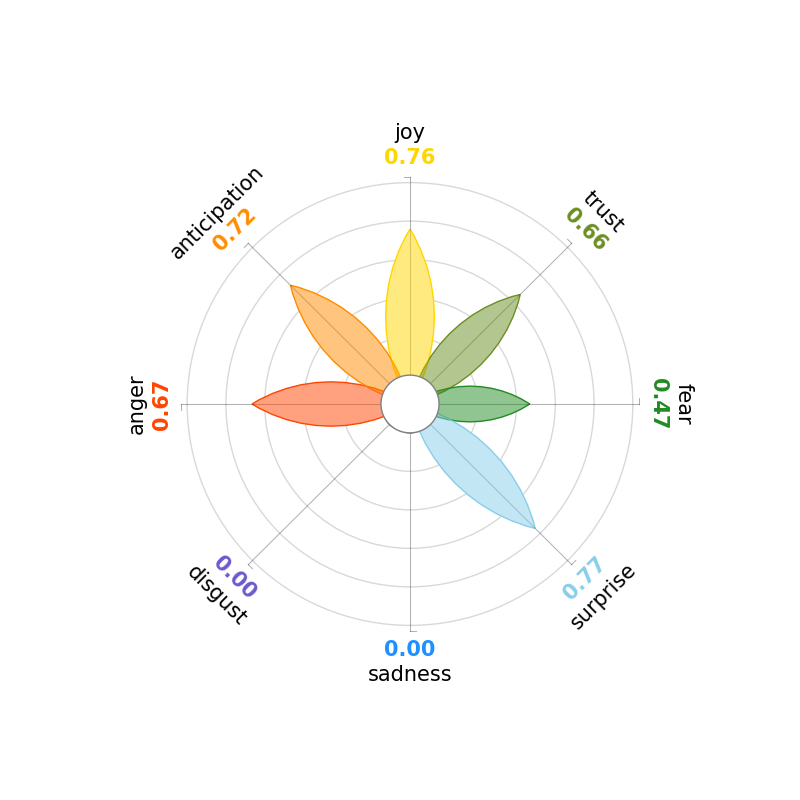 joy
0.76
anticipation
0.72
trust
0.66
anger
0.67
fear
0.47
disgust
0.00
surprise
0.77
0.00
sadness